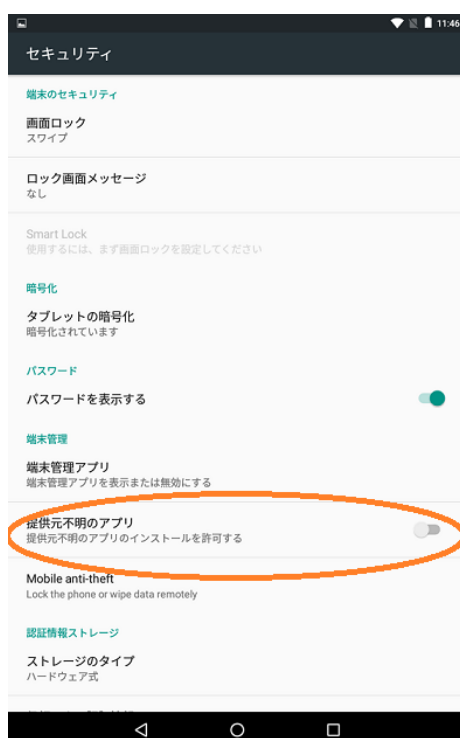 11:46
セキュリティ
端末のセキュリティ
画面ロック
スワイプ
ロック画面メッセージ
なし
Smart Lock
使用するには、まず画面ロックを設定してください
暗号化
タブレットの暗号化
暗号化されています
パスワード
パスワードを表示する
端末管理
端末管理アプリ
端末管理アプリを表示または無効にする
提供元不明のアプリ
提供元不明のアプリのインストールを許可する
Mobile anti-theft
Lock the phone or wipe data remotely
認証情報ストレージ
ストレージのタイプ
ハードウェア式